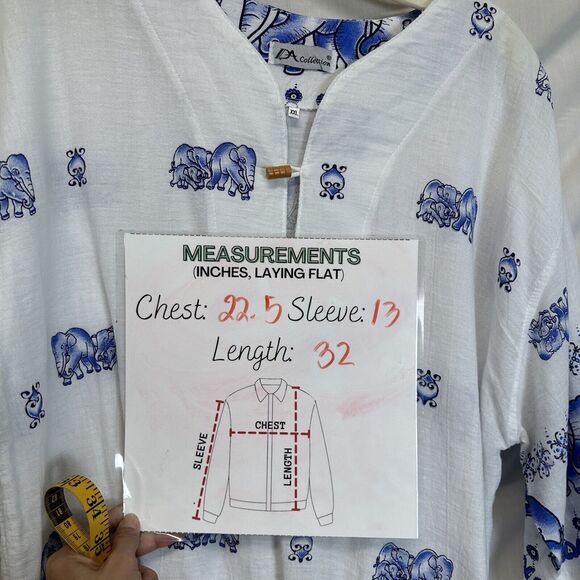 DA Collection®
XXL
MEASUREMENTS
(INCHES, LAYING FLAT)
Chest: 22.5 Sleeve: 13
Length: 32
SLEEVE
CHEST
LENGTH